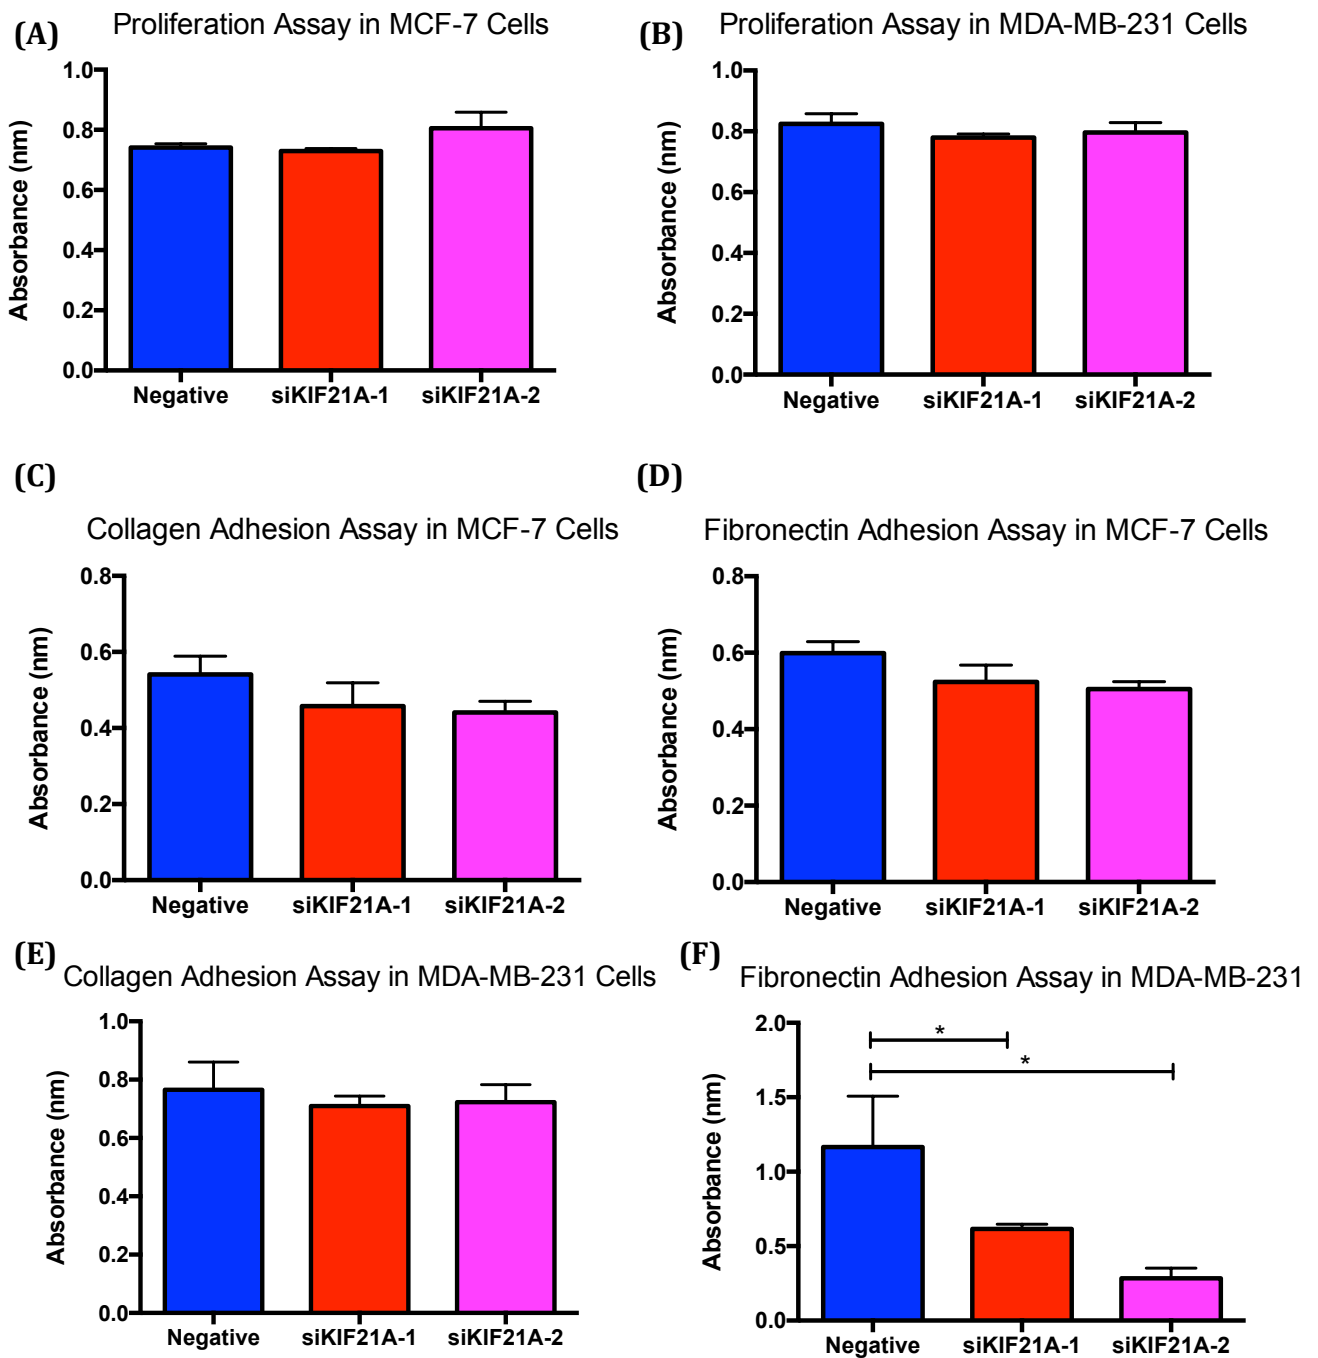 (A) Proliferation Assay in MCF-7 Cells
Absorbance (nm)
1.0
0.8
0.6
0.4
0.2
0.0
Negative siKIF21A-1 siKIF21A-2
(B) Proliferation Assay in MDA-MB-231 Cells
Absorbance (nm)
1.0
0.8
0.6
0.4
0.2
0.0
Negative siKIF21A-1 siKIF21A-2
(C)
Collagen Adhesion Assay in MCF-7 Cells
Absorbance (nm)
0.8
0.6
0.4
0.2
0.0
Negative siKIF21A-1 siKIF21A-2
(D)
Fibronectin Adhesion Assay in MCF-7 Cells
Absorbance (nm)
0.8
0.6
0.4
0.2
0.0
Negative siKIF21A-1 siKIF21A-2
(E) Collagen Adhesion Assay in MDA-MB-231 Cells
Absorbance (nm)
1.0
0.8
0.6
0.4
0.2
0.0
Negative siKIF21A-1 siKIF21A-2
(F) Fibronectin Adhesion Assay in MDA-MB-231
Absorbance (nm)
2.0
1.5
1.0
0.5
0.0
*
*
Negative siKIF21A-1 siKIF21A-2